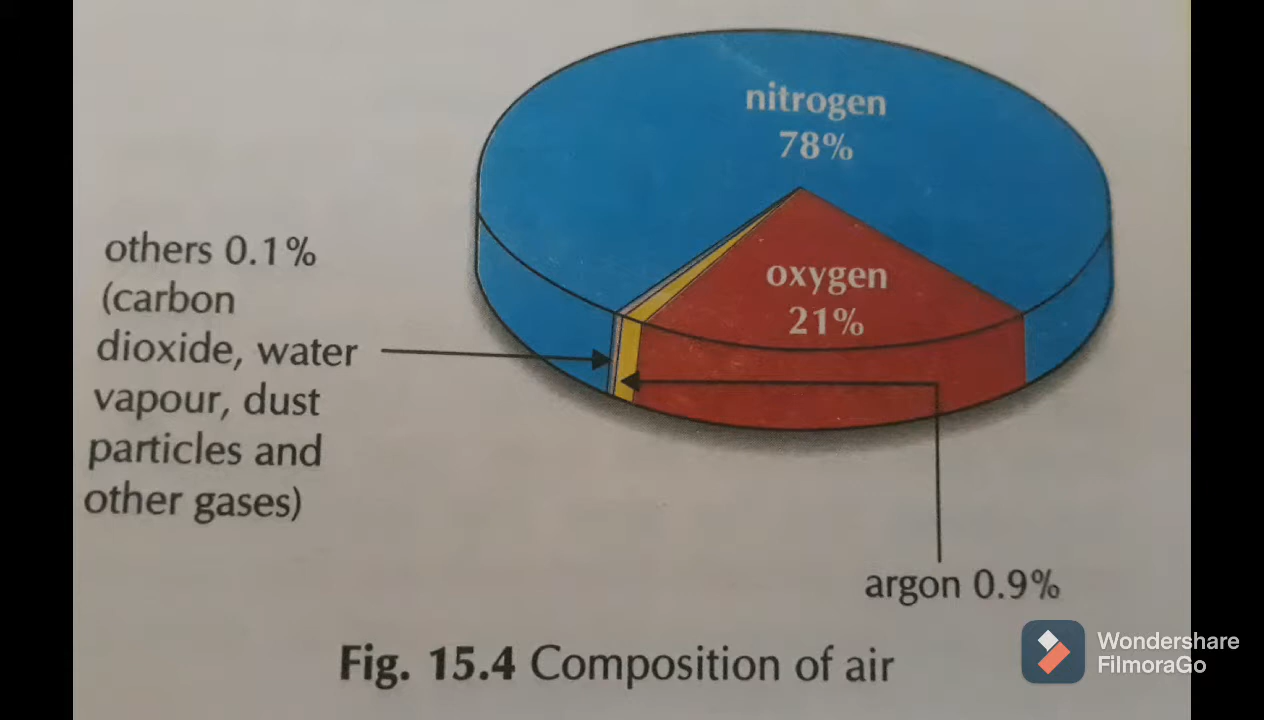 nitrogen
78%
oxygen
21%
others 0.1%
(carbon
dioxide, water
vapour, dust
particles and
other gases)
argon 0.9%
Fig. 15.4 Composition of air
Wondershare
FilmoraGo